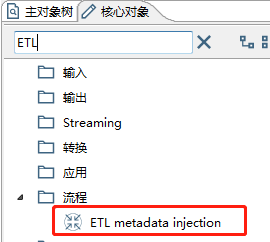 主对象树 核心对象
ETL
输入
输出
Streaming
转换
应用
流程
ETL metadata injection